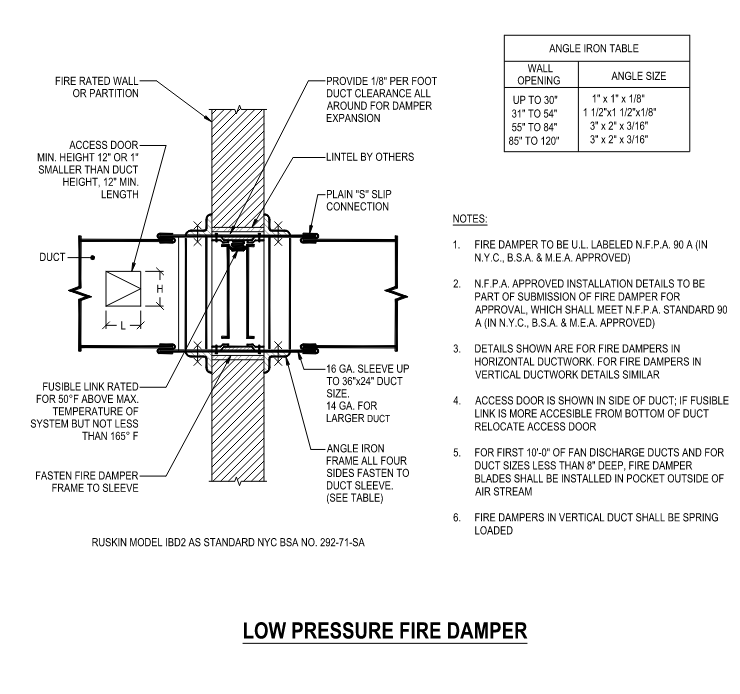 FIRE RATED WALL
OR PARTITION
ACCESS DOOR
MIN. HEIGHT 12" OR 1"
SMALLER THAN DUCT
HEIGHT, 12" MIN.
LENGTH
DUCT
H
L
FUSIBLE LINK RATED
FOR 50°F ABOVE MAX.
TEMPERATURE OF
SYSTEM BUT NOT LESS
THAN 165° F
FASTEN FIRE DAMPER
FRAME TO SLEEVE
PROVIDE 1/8" PER FOOT
DUCT CLEARANCE ALL
AROUND FOR DAMPER
EXPANSION
LINTEL BY OTHERS
PLAIN "S" SLIP
CONNECTION
16 GA. SLEEVE UP
TO 36"x24" DUCT
SIZE.
14 GA. FOR
LARGER DUCT
ANGLE IRON
FRAME ALL FOUR
SIDES FASTEN TO
DUCT SLEEVE.
(SEE TABLE)
RUSKIN MODEL IBD2 AS STANDARD NYC BSA NO. 292-71-SA
ANGLE IRON TABLE
WALL
OPENING
ANGLE SIZE
UP TO 30" 1" x 1" x 1/8"
31" TO 54" 1 1/2"x1 1/2"x1/8"
55" TO 84" 3" x 2" x 3/16"
85" TO 120" 3" x 2" x 3/16"
NOTES:
1. FIRE DAMPER TO BE U.L. LABELED N.F.P.A. 90 A (IN
N.Y.C., B.S.A. & M.E.A. APPROVED)
2. N.F.P.A. APPROVED INSTALLATION DETAILS TO BE
PART OF SUBMISSION OF FIRE DAMPER FOR
APPROVAL, WHICH SHALL MEET N.F.P.A. STANDARD 90
A (IN N.Y.C., B.S.A. & M.E.A. APPROVED)
3. DETAILS SHOWN ARE FOR FIRE DAMPERS IN
HORIZONTAL DUCTWORK. FOR FIRE DAMPERS IN
VERTICAL DUCTWORK DETAILS SIMILAR
4. ACCESS DOOR IS SHOWN IN SIDE OF DUCT; IF FUSIBLE
LINK IS MORE ACCESIBLE FROM BOTTOM OF DUCT
RELOCATE ACCESS DOOR
5. FOR FIRST 10'-0" OF FAN DISCHARGE DUCTS AND FOR
DUCT SIZES LESS THAN 8" DEEP, FIRE DAMPER
BLADES SHALL BE INSTALLED IN POCKET OUTSIDE OF
AIR STREAM
6. FIRE DAMPERS IN VERTICAL DUCT SHALL BE SPRING
LOADED
LOW PRESSURE FIRE DAMPER